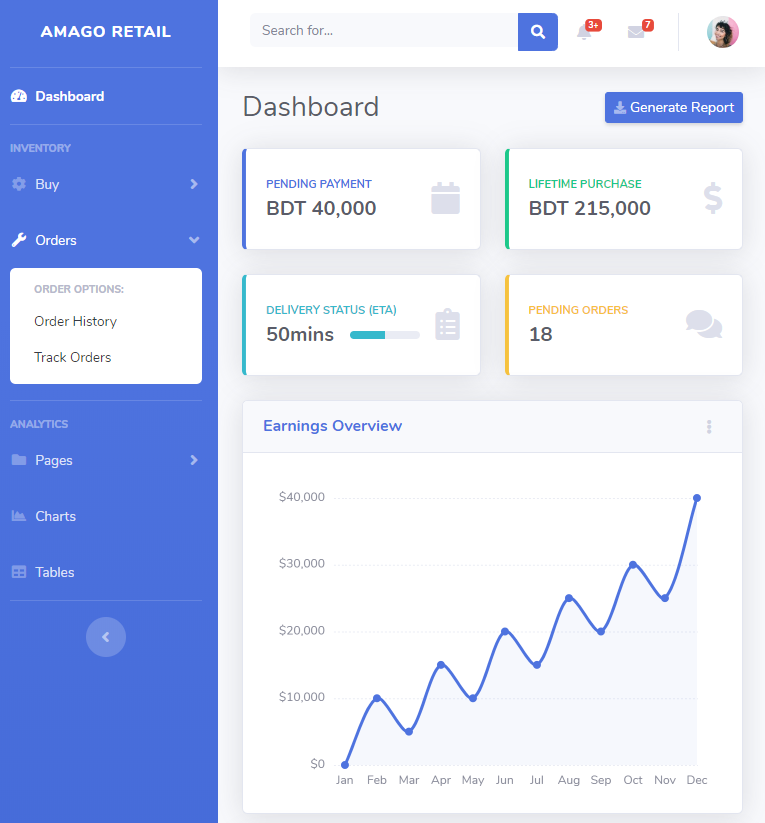 AMAGO RETAIL
Dashboard
INVENTORY
Buy
Orders
ORDER OPTIONS:
Order History
Track Orders
ANALYTICS
Pages
Charts
Tables
Search for...
3+
7
Dashboard
Generate Report
PENDING PAYMENT
BDT 40,000
LIFETIME PURCHASE
BDT 215,000
DELIVERY STATUS (ETA)
50mins
PENDING ORDERS
18
Earnings Overview
$40,000
$30,000
$20,000
$10,000
$0
Jan Feb Mar Apr May Jun Jul Aug Sep Oct Nov Dec